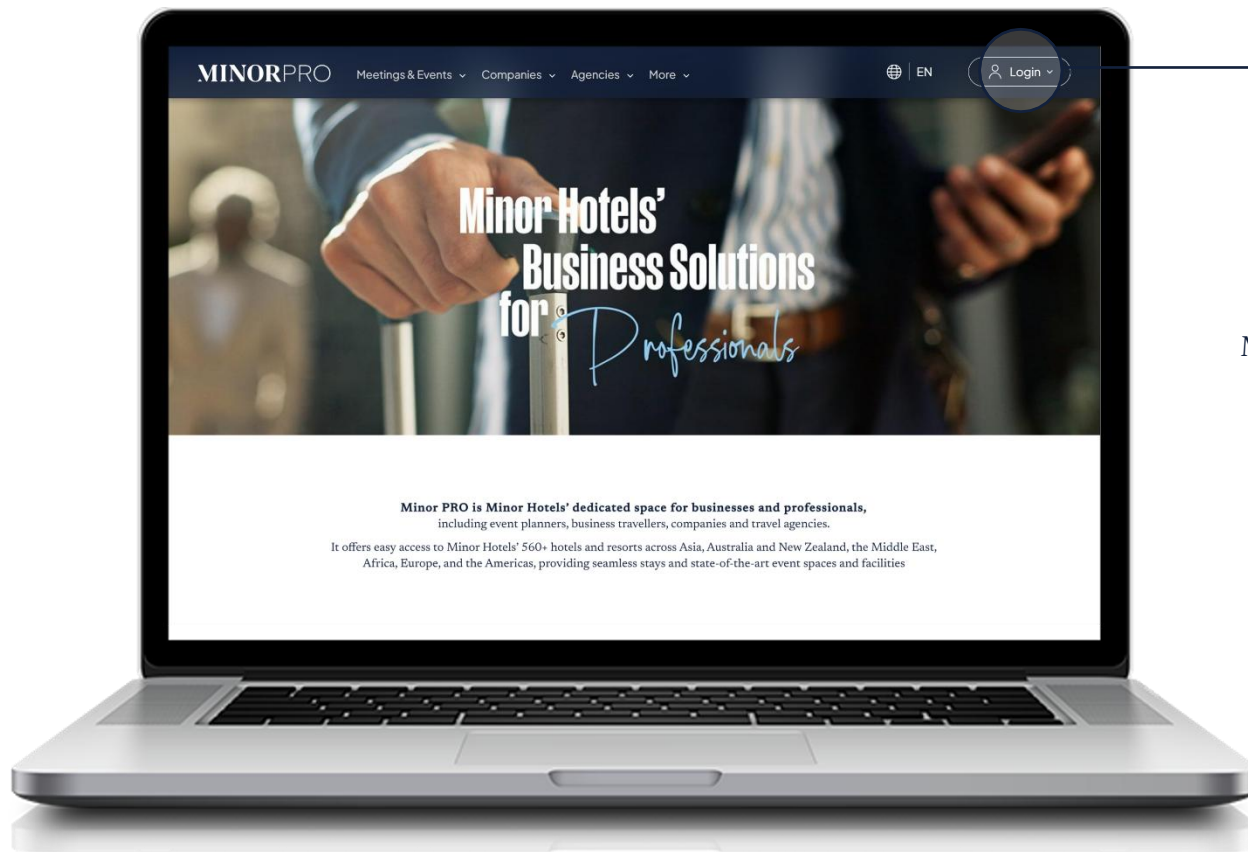 MINORPRO
Meetings & Events
Companies
Agencies
More
EN
Login
Minor Hotels’
Business Solutions
for Professionals
Minor PRO is Minor Hotels’ dedicated space for businesses and professionals,
including event planners, business travellers, companies and travel agencies.
It offers easy access to Minor Hotels’ 560+ hotels and resorts across Asia, Australia and New Zealand, the Middle East,
Africa, Europe, and the Americas, providing seamless stays and state-of-the-art event spaces and facilities